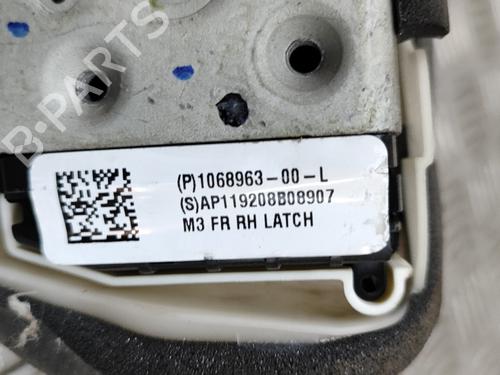 B-PARTS
(P)1068963-00-L
(S)AP119208B08907
M3 FR RH LATCH